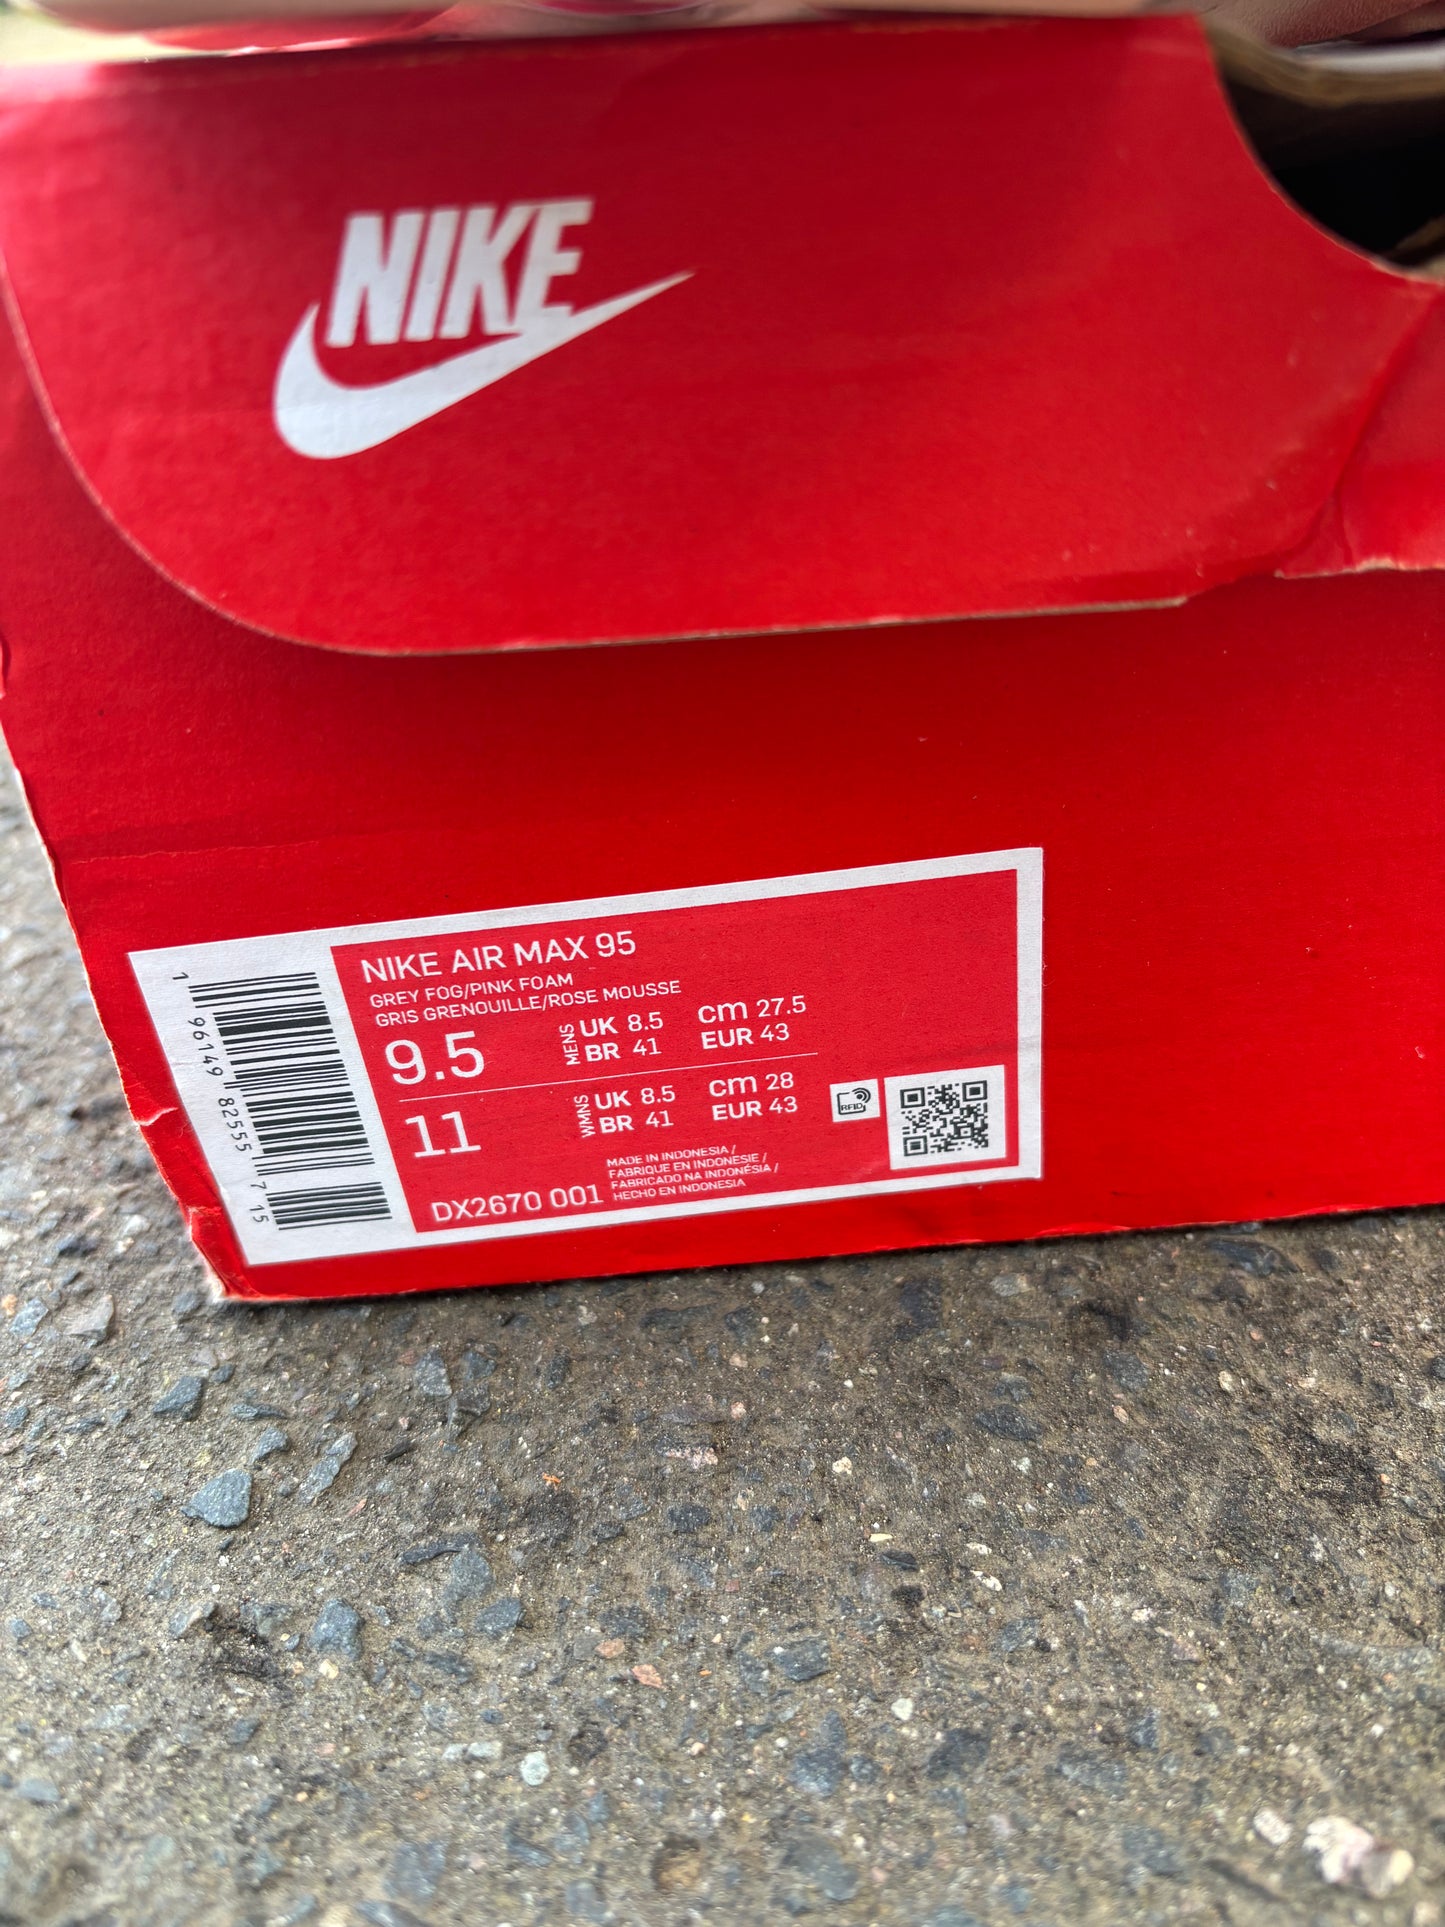 NIKE
NIKE AIR MAX 95
GREY FOG/PINK FOAM
GRIS GRENOUILLE/ROSE MOUSSE
9.5
MENS
UK 8.5
BR 41
cm 27.5
EUR 43
11
WMNS
UK 8.5
BR 41
cm 28
EUR 43
RFID
DX2670 001
MADE IN INDONESIA /
FABRIQUE EN INDONESIE /
FABRICADO NA INDONÉSIA /
HECHO EN INDONESIA
1 96149 82555 7 15